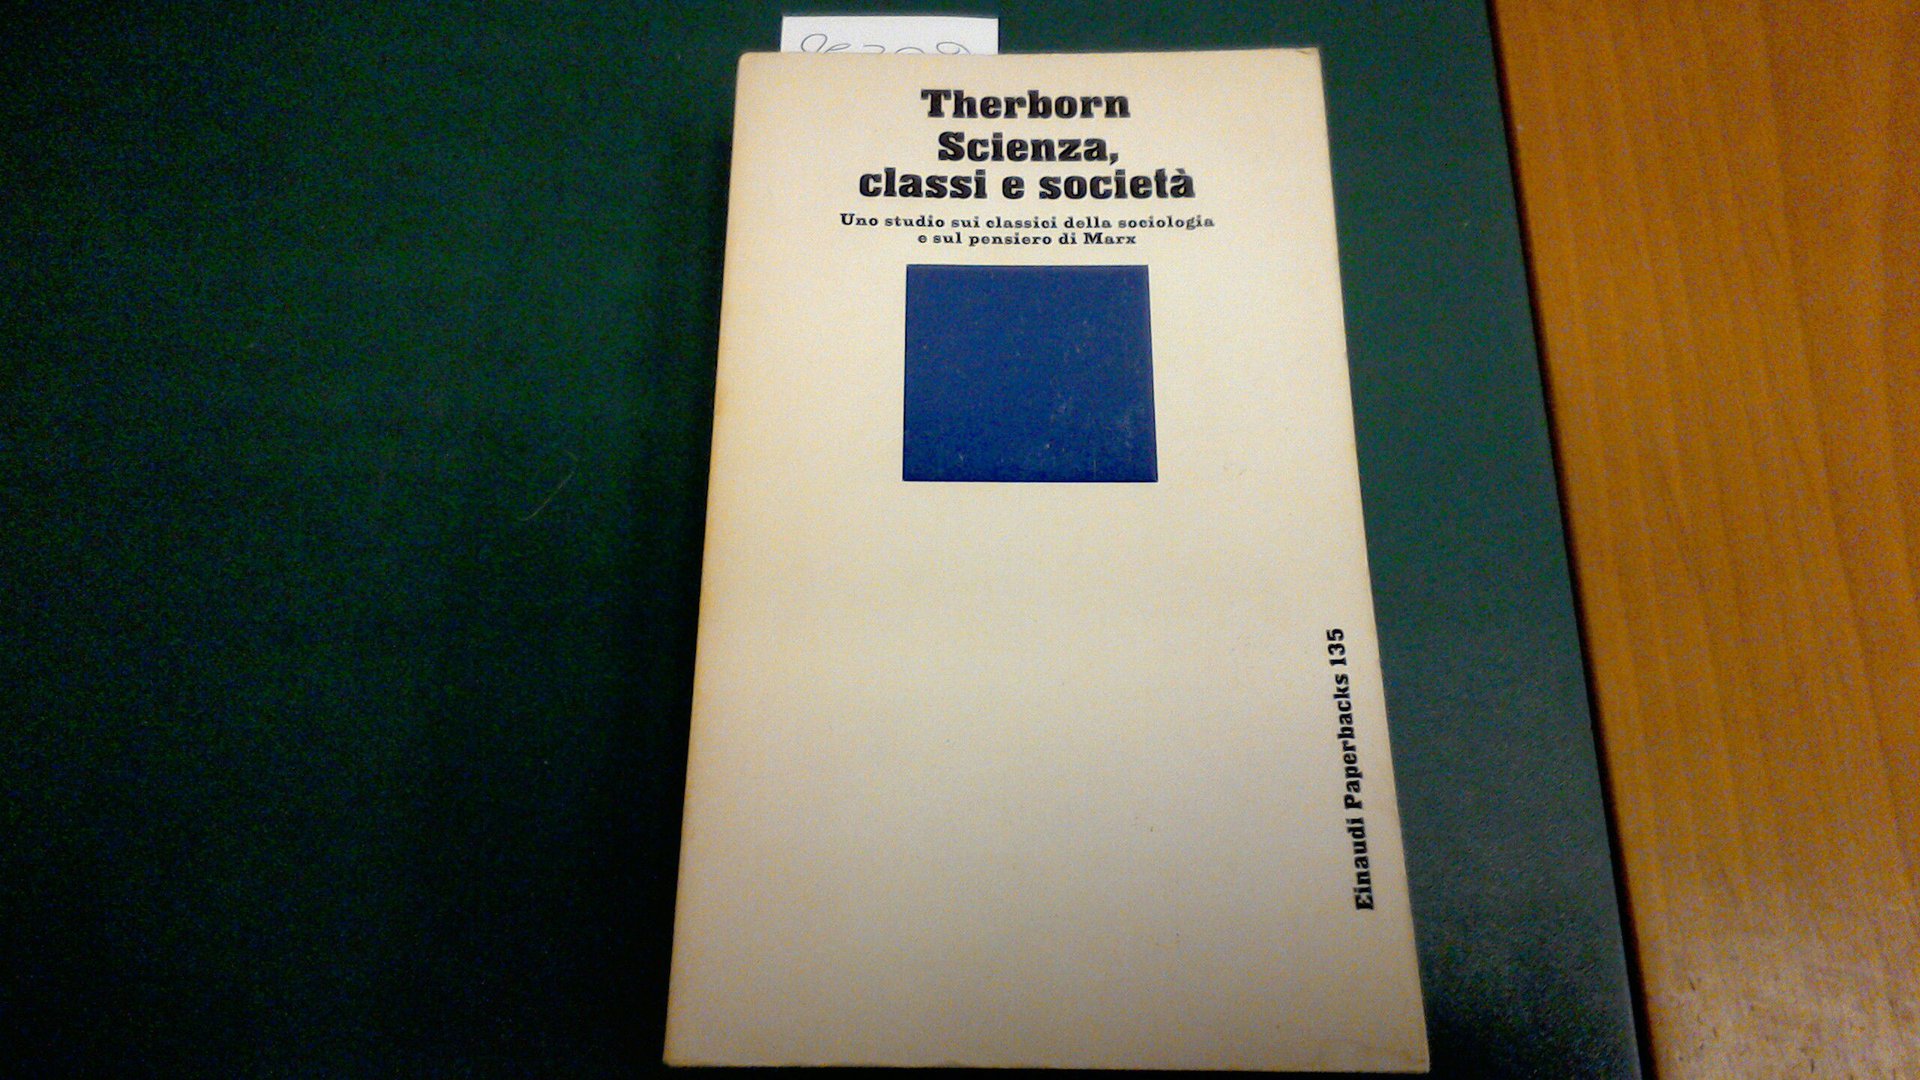 Therborn
Scienza,
classi e società
Uno studio sui classici della sociologia
e sul pensiero di Marx
Einaudi Paperbacks 135